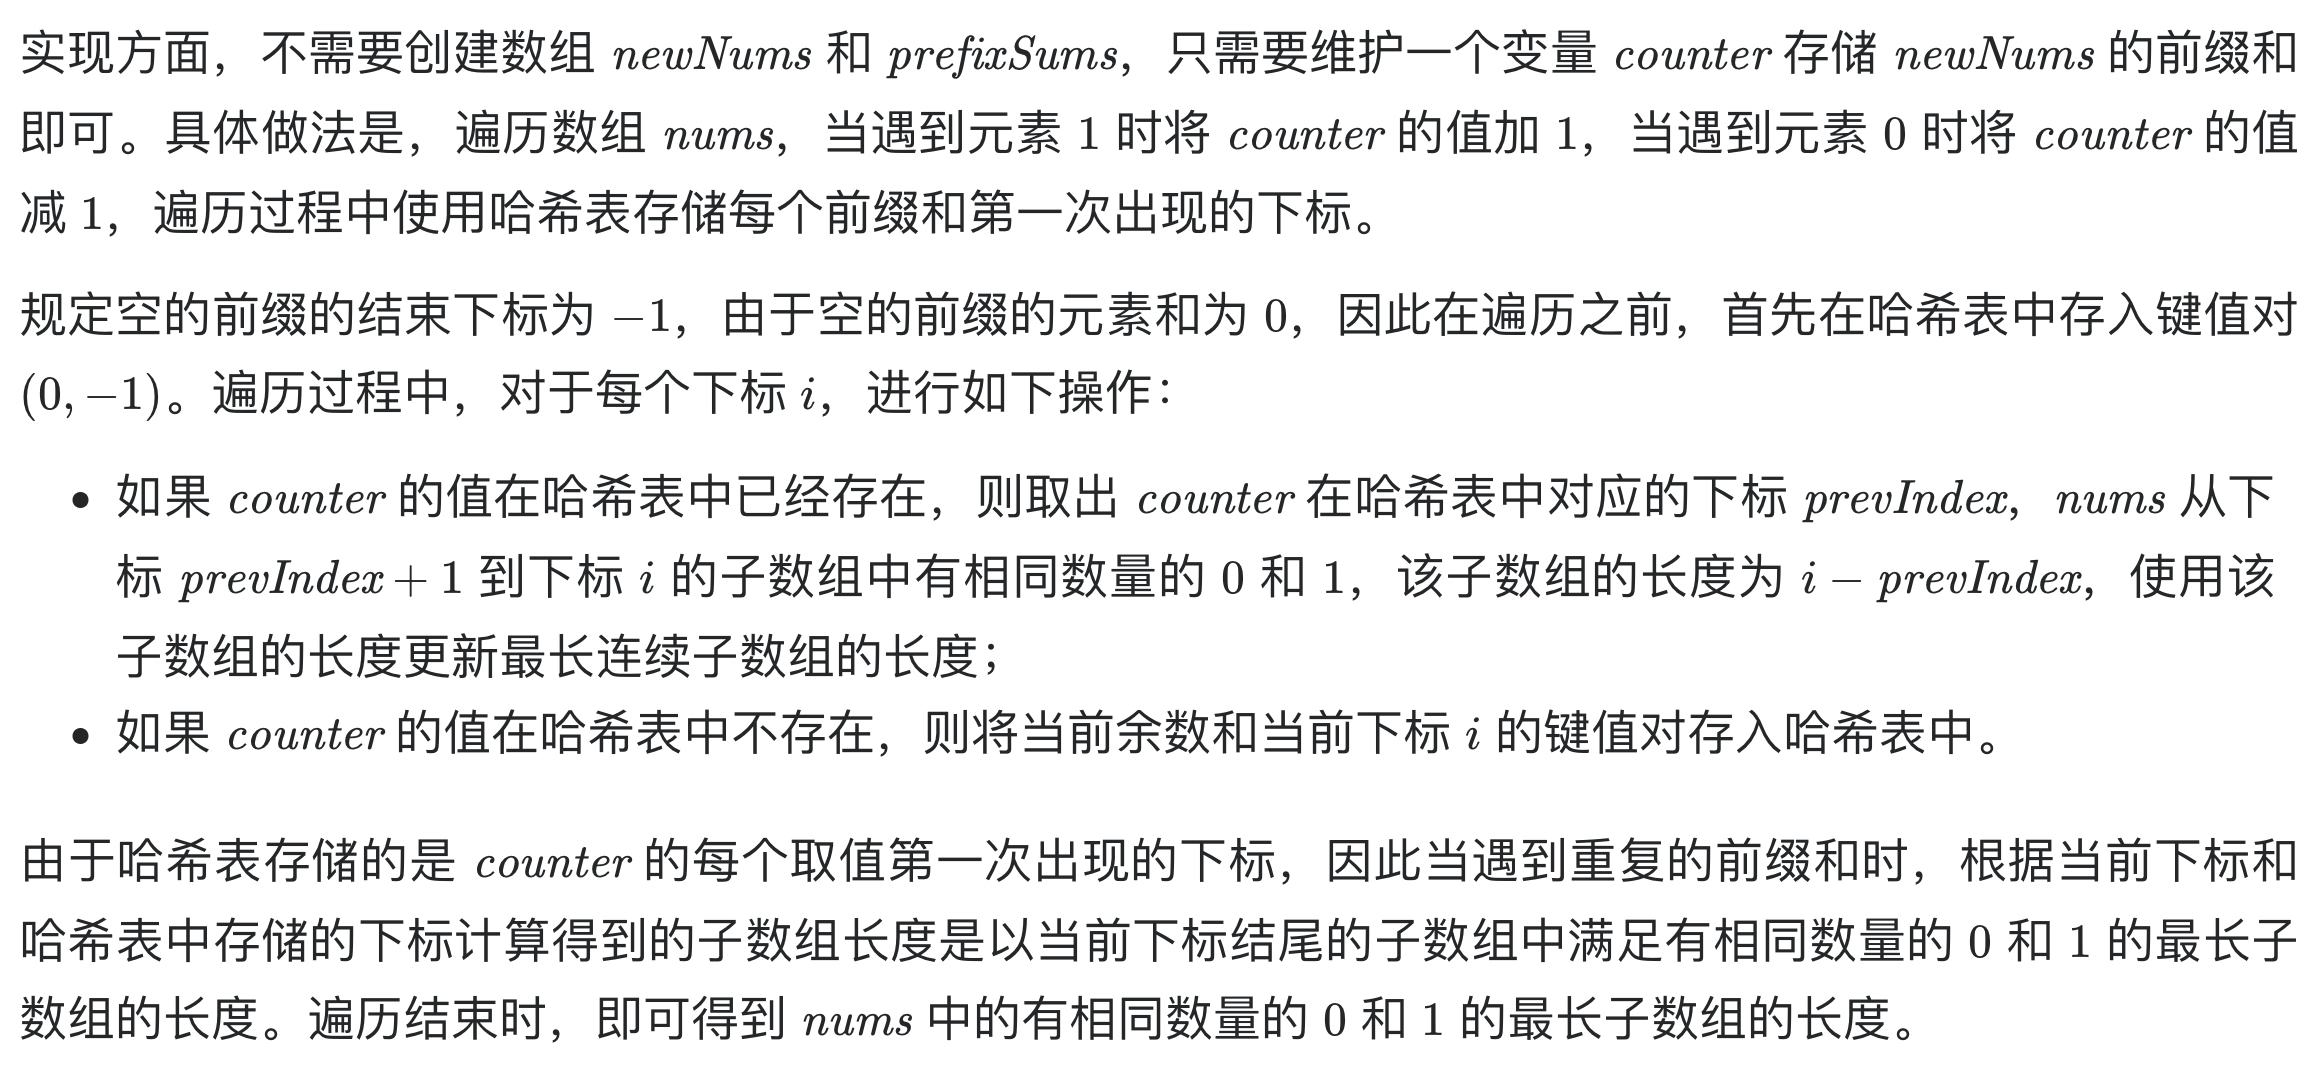 实现方面，不需要创建数组 newNums 和 prefixSums，只需要维护一个变量 counter 存储 newNums 的前缀和
即可。具体做法是，遍历数组 nums，当遇到元素 1 时将 counter 的值加 1，当遇到元素 0 时将 counter 的值
减 1，遍历过程中使用哈希表存储每个前缀和第一次出现的下标。
规定空的前缀的结束下标为 −1，由于空的前缀的元素和为 0，因此在遍历之前，首先在哈希表中存入键值对
(0, −1)。遍历过程中，对于每个下标 i，进行如下操作：
• 如果 counter 的值在哈希表中已经存在，则取出 counter 在哈希表中对应的下标 prevIndex，nums 从下
标 prevIndex + 1 到下标 i 的子数组中有相同数量的 0 和 1，该子数组的长度为 i − prevIndex，使用该
子数组的长度更新最长连续子数组的长度；
• 如果 counter 的值在哈希表中不存在，则将当前余数和当前下标 i 的键值对存入哈希表中。
由于哈希表存储的是 counter 的每个取值第一次出现的下标，因此当遇到重复的前缀和时，根据当前下标和
哈希表中存储的下标计算得到的子数组长度是以当前下标结尾的子数组中满足有相同数量的 0 和 1 的最长子
数组的长度。遍历结束时，即可得到 nums 中的有相同数量的 0 和 1 的最长子数组的长度。